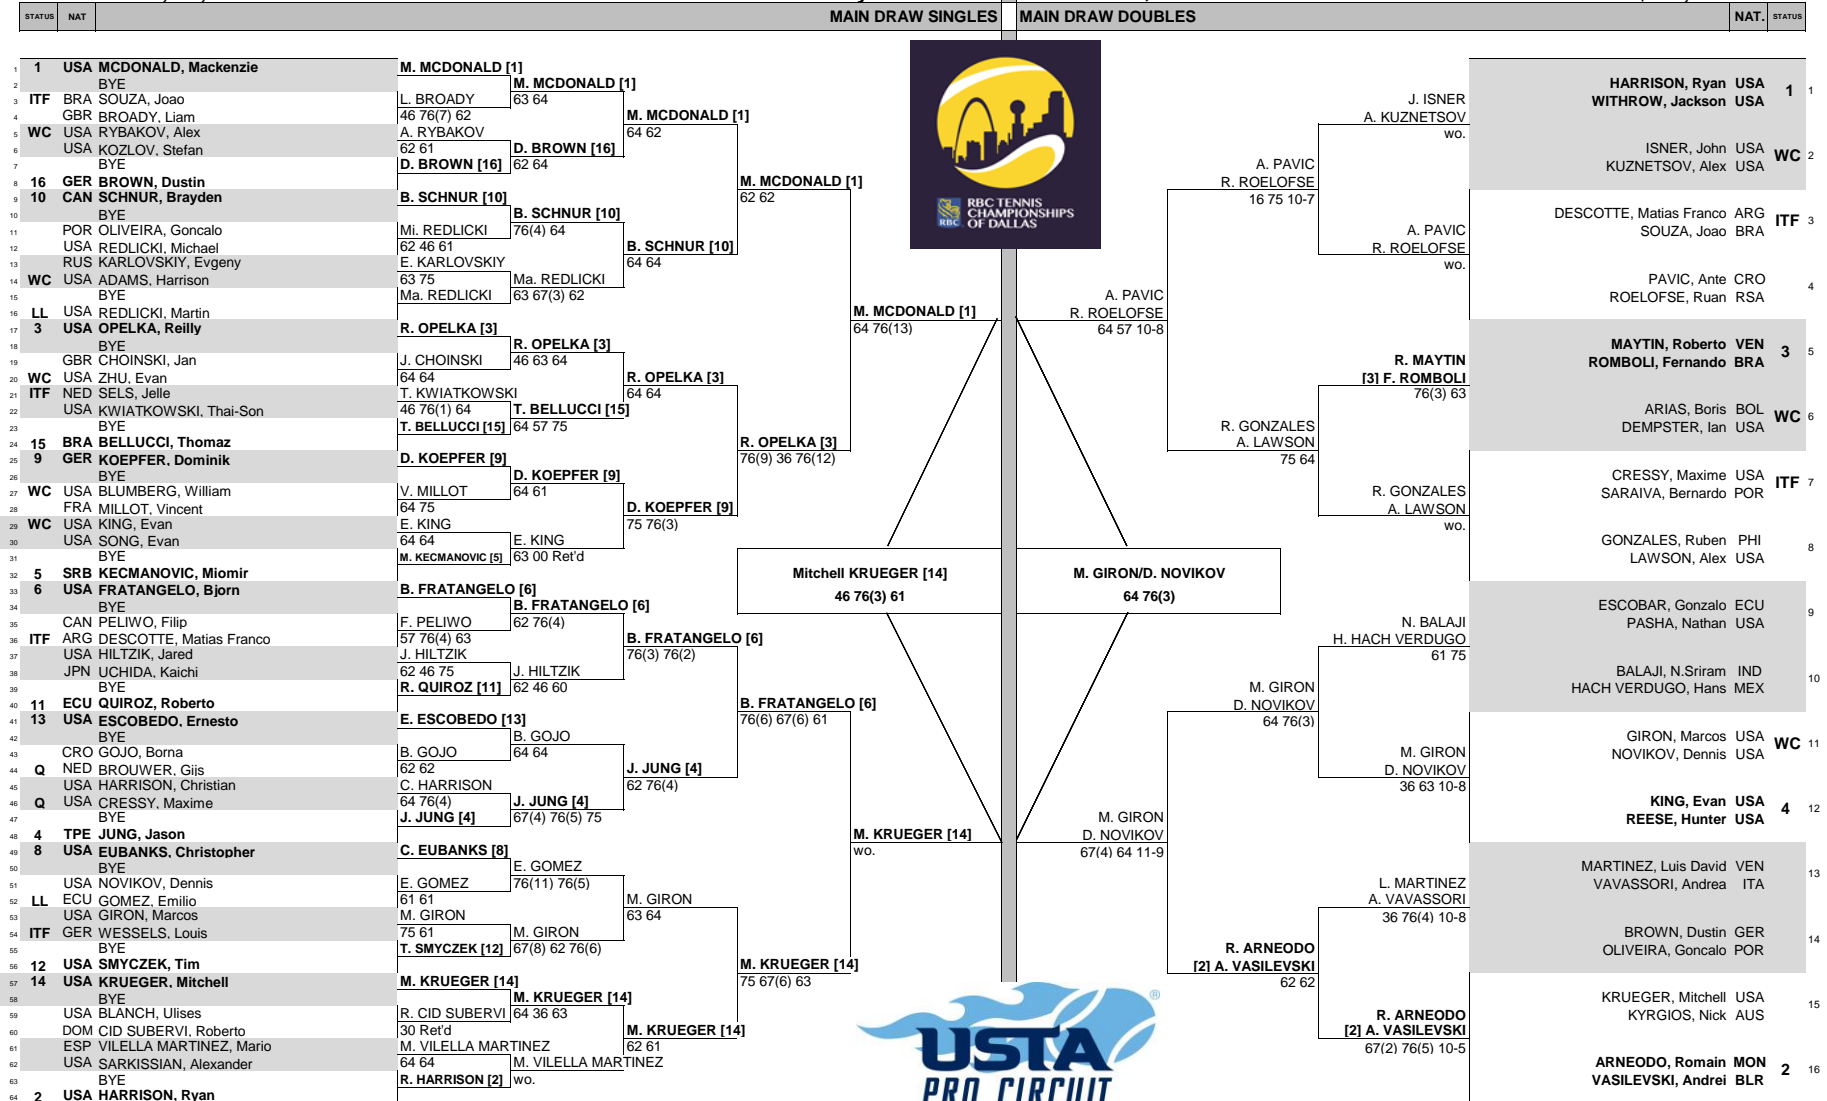 STATUS NAT MAIN DRAW SINGLES MAIN DRAW DOUBLES NAT. STATUS
1 1 USA MCDONALD, Mackenzie
2 BYE
3 ITF BRA SOUZA, Joao
4 GBR BROADY, Liam
5 WC USA RYBAKOV, Alex
6 USA KOZLOV, Stefan
7 BYE
8 16 GER BROWN, Dustin
9 10 CAN SCHNUR, Brayden
10 BYE
11 POR OLIVEIRA, Goncalo
12 USA REDLICKI, Michael
13 RUS KARLOVSKIY, Evgeny
14 WC USA ADAMS, Harrison
15 BYE
16 LL USA REDLICKI, Martin
17 3 USA OPELKA, Reilly
18 BYE
19 GBR CHOINSKI, Jan
20 WC USA ZHU, Evan
21 ITF NED SELS, Jelle
22 USA KWIATKOWSKI, Thai-Son
23 BYE
24 15 BRA BELLUCCI, Thomaz
25 9 GER KOEPFER, Dominik
26 BYE
27 WC USA BLUMBERG, William
28 FRA MILLOT, Vincent
29 WC USA KING, Evan
30 USA SONG, Evan
31 BYE
32 5 SRB KECMANOVIC, Miomir
33 6 USA FRATANGELO, Bjorn
34 BYE
35 CAN PELIWO, Filip
36 ITF ARG DESCOTTE, Matias Franco
37 USA HILTZIK, Jared
38 JPN UCHIDA, Kaichi
39 BYE
40 11 ECU QUIROZ, Roberto
41 13 USA ESCOBEDO, Ernesto
42 BYE
43 CRO GOJO, Borna
44 Q NED BROUWER, Gijs
45 USA HARRISON, Christian
46 Q USA CRESSY, Maxime
47 BYE
48 4 TPE JUNG, Jason
49 8 USA EUBANKS, Christopher
50 BYE
51 USA NOVIKOV, Dennis
52 LL ECU GOMEZ, Emilio
53 USA GIRON, Marcos
54 ITF GER WESSELS, Louis
55 BYE
56 12 USA SMYCZEK, Tim
57 14 USA KRUEGER, Mitchell
58 BYE
59 USA BLANCH, Ulises
60 DOM CID SUBERVI, Roberto
61 ESP VILELLA MARTINEZ, Mario
62 USA SARKISSIAN, Alexander
63 BYE
64 2 USA HARRISON, Ryan
M. MCDONALD [1]
L. BROADY
46 76(7) 62
A. RYBAKOV
62 61
D. BROWN [16]
B. SCHNUR [10]
Mi. REDLICKI
62 46 61
E. KARLOVSKIY
63 75
Ma. REDLICKI
R. OPELKA [3]
J. CHOINSKI
64 64
T. KWIATKOWSKI
46 76(1) 64
T. BELLUCCI [15]
D. KOEPFER [9]
V. MILLOT
64 75
E. KING
64 64
M. KECMANOVIC [5]
B. FRATANGELO [6]
F. PELIWO
57 76(4) 63
J. HILTZIK
62 46 75
R. QUIROZ [11]
E. ESCOBEDO [13]
B. GOJO
62 62
C. HARRISON
64 76(4)
J. JUNG [4]
C. EUBANKS [8]
E. GOMEZ
61 61
M. GIRON
75 61
T. SMYCZEK [12]
M. KRUEGER [14]
R. CID SUBERVI
30 Ret'd
M. VILELLA MARTINEZ
64 64
R. HARRISON [2]
M. MCDONALD [1]
63 64
D. BROWN [16]
62 64
B. SCHNUR [10]
76(4) 64
Ma. REDLICKI
63 67(3) 62
R. OPELKA [3]
46 63 64
T. BELLUCCI [15]
64 57 75
D. KOEPFER [9]
64 61
E. KING
63 00 Ret'd
B. FRATANGELO [6]
62 76(4)
J. HILTZIK
62 46 60
B. GOJO
64 64
J. JUNG [4]
67(4) 76(5) 75
E. GOMEZ
76(11) 76(5)
M. GIRON
67(8) 62 76(6)
M. KRUEGER [14]
64 36 63
M. VILELLA MARTINEZ
wo.
M. MCDONALD [1]
64 62
B. SCHNUR [10]
64 64
R. OPELKA [3]
64 64
D. KOEPFER [9]
75 76(3)
B. FRATANGELO [6]
76(3) 76(2)
J. JUNG [4]
62 76(4)
M. GIRON
63 64
M. KRUEGER [14]
62 61
M. MCDONALD [1]
62 62
R. OPELKA [3]
76(9) 36 76(12)
B. FRATANGELO [6]
76(6) 67(6) 61
M. KRUEGER [14]
75 67(6) 63
M. MCDONALD [1]
64 76(13)
M. KRUEGER [14]
wo.
Mitchell KRUEGER [14]
46 76(3) 61
RBC
RBC TENNIS
CHAMPIONSHIPS
OF DALLAS
M. GIRON/D. NOVIKOV
64 76(3)
A. PAVIC
R. ROELOFSE
64 57 10-8
M. GIRON
D. NOVIKOV
67(4) 64 11-9
A. PAVIC
R. ROELOFSE
16 75 10-7
R. GONZALES
A. LAWSON
75 64
M. GIRON
D. NOVIKOV
64 76(3)
R. ARNEODO
[2] A. VASILEVSKI
62 62
J. ISNER
A. KUZNETSOV
wo.
A. PAVIC
R. ROELOFSE
wo.
R. MAYTIN
[3] F. ROMBOLI
76(3) 63
R. GONZALES
A. LAWSON
wo.
N. BALAJI
H. HACH VERDUGO
61 75
M. GIRON
D. NOVIKOV
36 63 10-8
L. MARTINEZ
A. VAVASSORI
36 76(4) 10-8
R. ARNEODO
[2] A. VASILEVSKI
67(2) 76(5) 10-5
HARRISON, Ryan USA
WITHROW, Jackson USA 1 1
ISNER, John USA
KUZNETSOV, Alex USA WC 2
DESCOTTE, Matias Franco ARG
SOUZA, Joao BRA ITF 3
PAVIC, Ante CRO
ROELOFSE, Ruan RSA 4
MAYTIN, Roberto VEN
ROMBOLI, Fernando BRA 3 5
ARIAS, Boris BOL
DEMPSTER, Ian USA WC 6
CRESSY, Maxime USA
SARAIVA, Bernardo POR ITF 7
GONZALES, Ruben PHI
LAWSON, Alex USA 8
ESCOBAR, Gonzalo ECU
PASHA, Nathan USA 9
BALAJI, N.Sriram IND
HACH VERDUGO, Hans MEX 10
GIRON, Marcos USA
NOVIKOV, Dennis USA WC 11
KING, Evan USA
REESE, Hunter USA 4 12
MARTINEZ, Luis David VEN
VAVASSORI, Andrea ITA 13
BROWN, Dustin GER
OLIVEIRA, Goncalo POR 14
KRUEGER, Mitchell USA
KYRGIOS, Nick AUS 15
ARNEODO, Romain MON
VASILEVSKI, Andrei BLR 2 16
USTA ®
PRO CIRCUIT